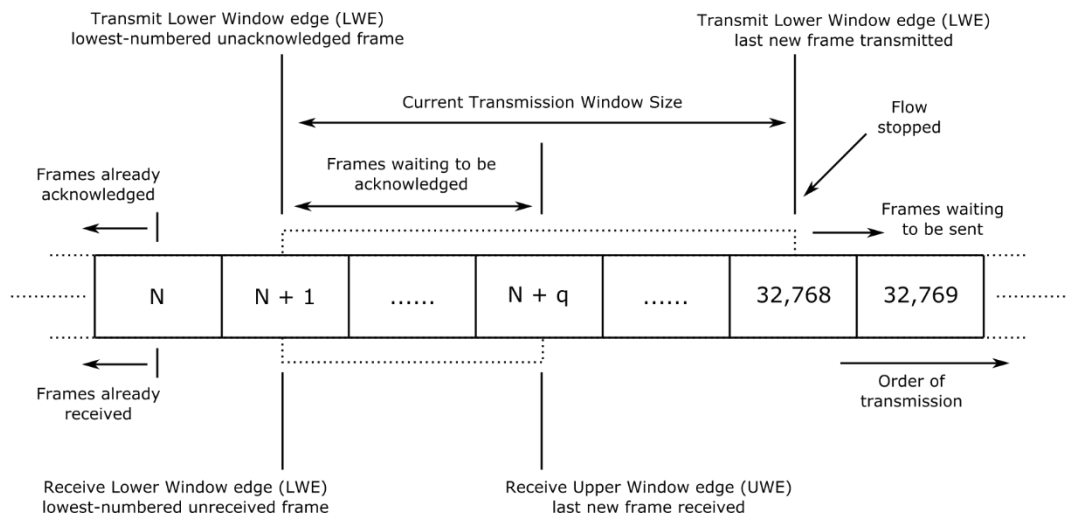 Transmit Lower Window edge (LWE)
lowest-numbered unacknowledged frame
Transmit Lower Window edge (LWE)
last new frame transmitted
Current Transmission Window Size
Flow
stopped
Frames waiting to be
acknowledged
Frames already
acknowledged
Frames waiting
to be sent
N
N + 1
......
N + q
......
32,768
32,769
Frames already
received
Order of
transmission
Receive Lower Window edge (LWE)
lowest-numbered unreceived frame
Receive Upper Window edge (UWE)
last new frame received